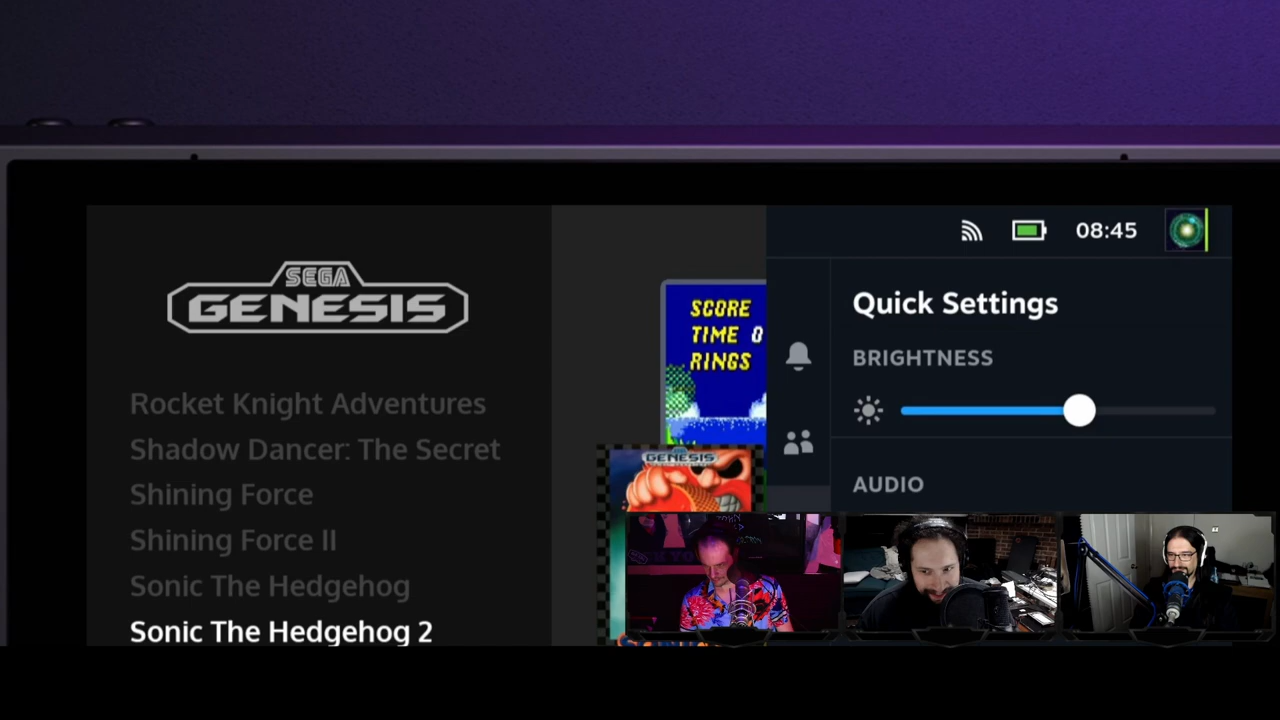 SEGA
GENESIS
Rocket Knight Adventures
Shadow Dancer: The Secret
Shining Force
Shining Force II
Sonic The Hedgehog
Sonic The Hedgehog 2
SCORE
TIME 0
RINGS
GENESIS
08:45
Quick Settings
BRIGHTNESS
AUDIO